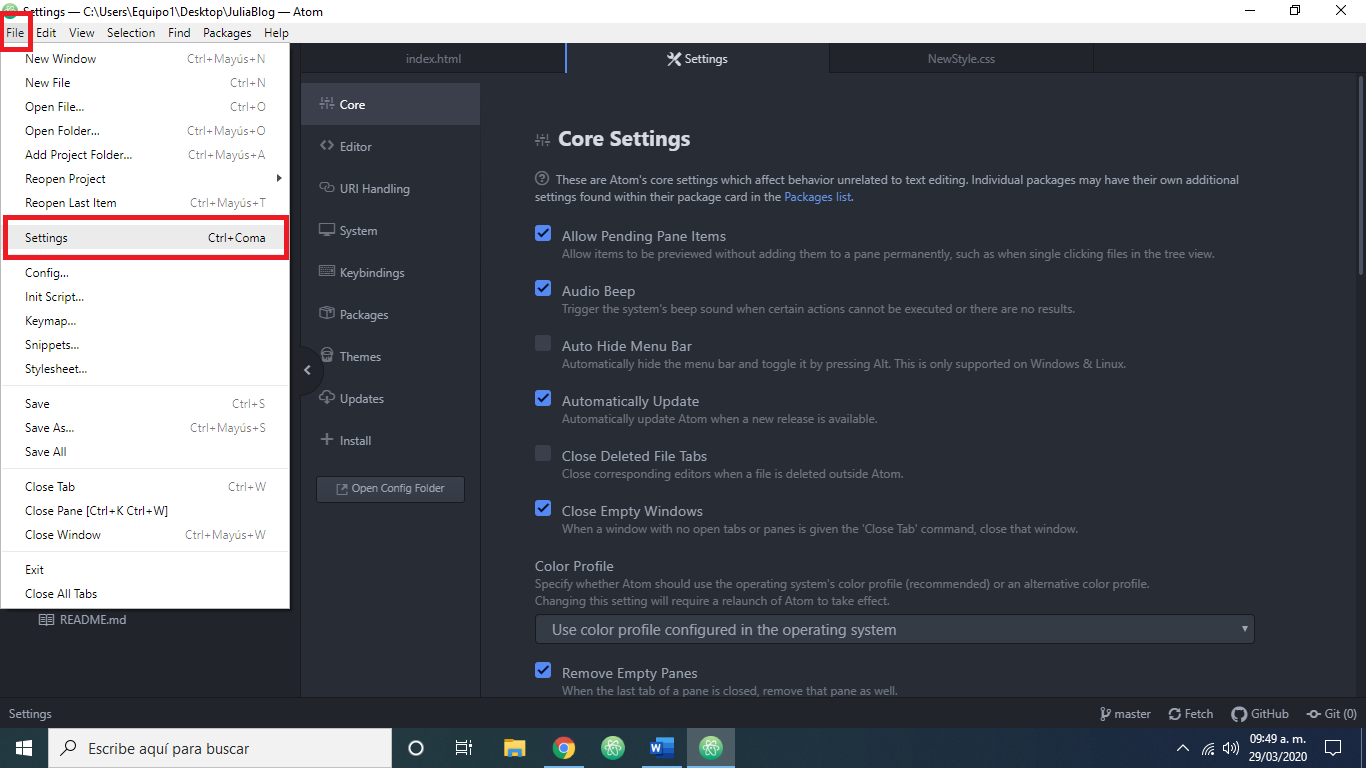 Settings — C:\Users\Equipo1\Desktop\JuliaBlog — Atom
File Edit View Selection Find Packages Help
New Window Ctrl+Mayús+N
New File Ctrl+N
Open File... Ctrl+O
Open Folder... Ctrl+Mayús+O
Add Project Folder... Ctrl+Mayús+A
Reopen Project
Reopen Last Item Ctrl+Mayús+T
Settings Ctrl+Coma
Config...
Init Script...
Keymap...
Snippets...
Stylesheet...
Save Ctrl+S
Save As... Ctrl+Mayús+S
Save All
Close Tab Ctrl+W
Close Pane [Ctrl+K Ctrl+W]
Close Window Ctrl+Mayús+W
Exit
Close All Tabs
README.md
index.html Settings NewStyle.css
Core
Editor
URI Handling
System
Keybindings
Packages
Themes
Updates
Install
Open Config Folder
Core Settings
These are Atom's core settings which affect behavior unrelated to text editing. Individual packages may have their own additional
settings found within their package card in the Packages list.
Allow Pending Pane Items
Allow items to be previewed without adding them to a pane permanently, such as when single clicking files in the tree view.
Audio Beep
Trigger the system's beep sound when certain actions cannot be executed or there are no results.
Auto Hide Menu Bar
Automatically hide the menu bar and toggle it by pressing Alt. This is only supported on Windows & Linux.
Automatically Update
Automatically update Atom when a new release is available.
Close Deleted File Tabs
Close corresponding editors when a file is deleted outside Atom.
Close Empty Windows
When a window with no open tabs or panes is given the 'Close Tab' command, close that window.
Color Profile
Specify whether Atom should use the operating system's color profile (recommended) or an alternative color profile.
Changing this setting will require a relaunch of Atom to take effect.
Use color profile configured in the operating system
Remove Empty Panes
When the last tab of a pane is closed, remove that pane as well.
Settings master Fetch GitHub Git (0)
Escribe aquí para buscar
09:49 a. m.
29/03/2020